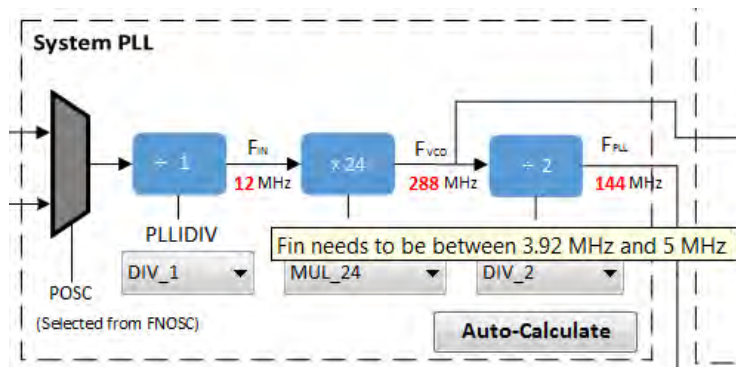 System PLL
÷ 1
FIN
12 MHz
x 24
FVCO
288 MHz
÷ 2
FPLL
144 MHz
PLLIDIV
Fin needs to be between 3.92 MHz and 5 MHz
DIV_1
MUL_24
DIV_2
POSC
(Selected from FNOSC)
Auto-Calculate